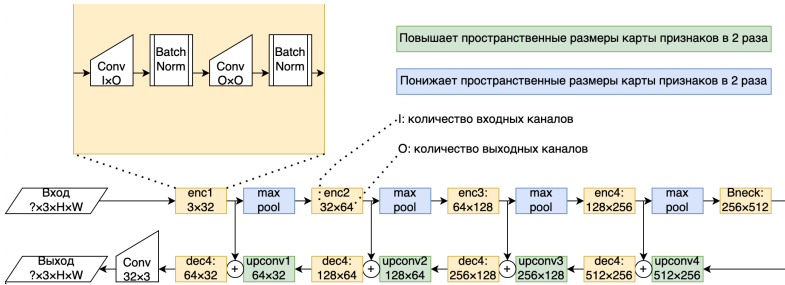 Conv
I×O
Batch
Norm
Conv
O×O
Batch
Norm
Повышает пространственные размеры карты признаков в 2 раза
Понижает пространственные размеры карты признаков в 2 раза
I: количество входных каналов
O: количество выходных каналов
Вход
?×3×H×W
enc1
3×32
max
pool
enc2
32×64
max
pool
enc3:
64×128
max
pool
enc4:
128×256
max
pool
Bneck:
256×512
Выход
?×3×H×W
Conv
32×3
dec4:
64×32
+
upconv1
64×32
dec4:
128×64
+
upconv2
128×64
dec4:
256×128
+
upconv3
256×128
dec4:
512×256
+
upconv4
512×256